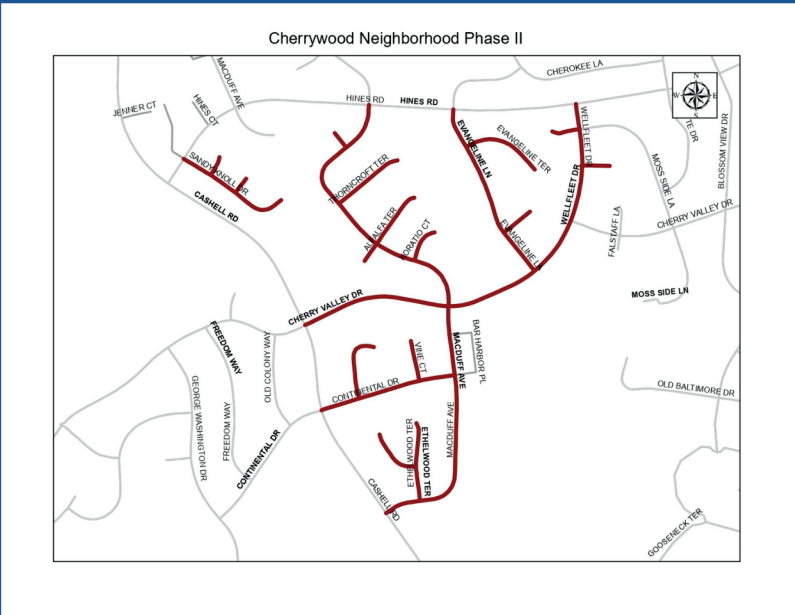 Cherrywood Neighborhood Phase II
CHEROKEE LA
MACDUFF AVE
N
W
E
S
JENNER CT
HINES CT
HINES RD
HINES RD
WELLFLEET DR
TE DR
BLOSSOM VIEW DR
EVANGELINE LN
EVANGELINE TER
SANDY KNOLL DR
THORNCROFT TER
MOSS SIDE LA
CASHELL RD
WELLFLEET DR
ALFALFA TER
HORATIO CT
EVANGELINE L
FALSTAFF LA
CHERRY VALLEY DR
MOSS SIDE LN
CHERRY VALLEY DR
FREEDOM WAY
OLD COLONY WAY
MACDUFF AVE
BAR HARBOR PL
VINE CT
CONTINENTAL DR
OLD BALTIMORE DR
GEORGE WASHINGTON DR
FREEDOM WAY
MACDUFF AVE
CONTINENTAL DR
ETHELWOOD TER
ETHELWOOD TER
CASHELL RD
GOOSENECK TER